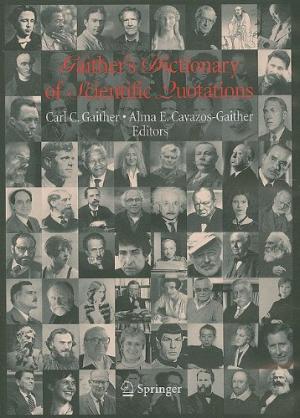 Gaither's Dictionary
of Scientific Quotations
Carl C. Gaither • Alma E. Cavazos-Gaither
Editors
Springer